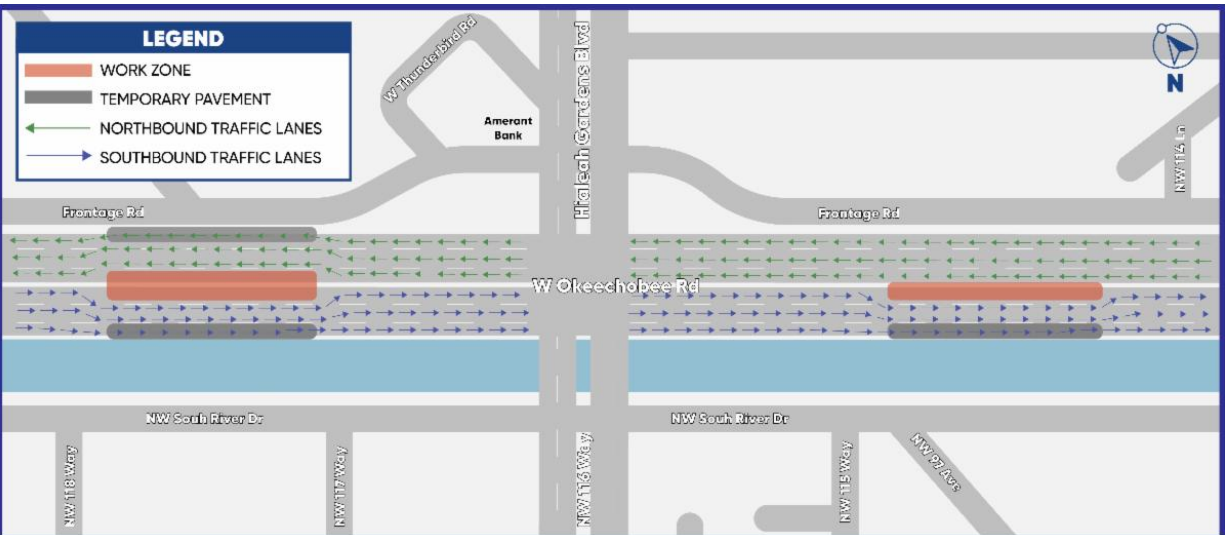 LEGEND
WORK ZONE
TEMPORARY PAVEMENT
NORTHBOUND TRAFFIC LANES
SOUTHBOUND TRAFFIC LANES
W Thunderbird Rd
Amerant
Bank
Hialeah Gardens Blvd
N
NW 114 Ln
Frontage Rd
Frontage Rd
W Okeechobee Rd
NW Souh River Dr
NW Souh River Dr
NW 118 Way
NW 117 Way
NW 116 Way
NW 115 Way
NW 97 Ave